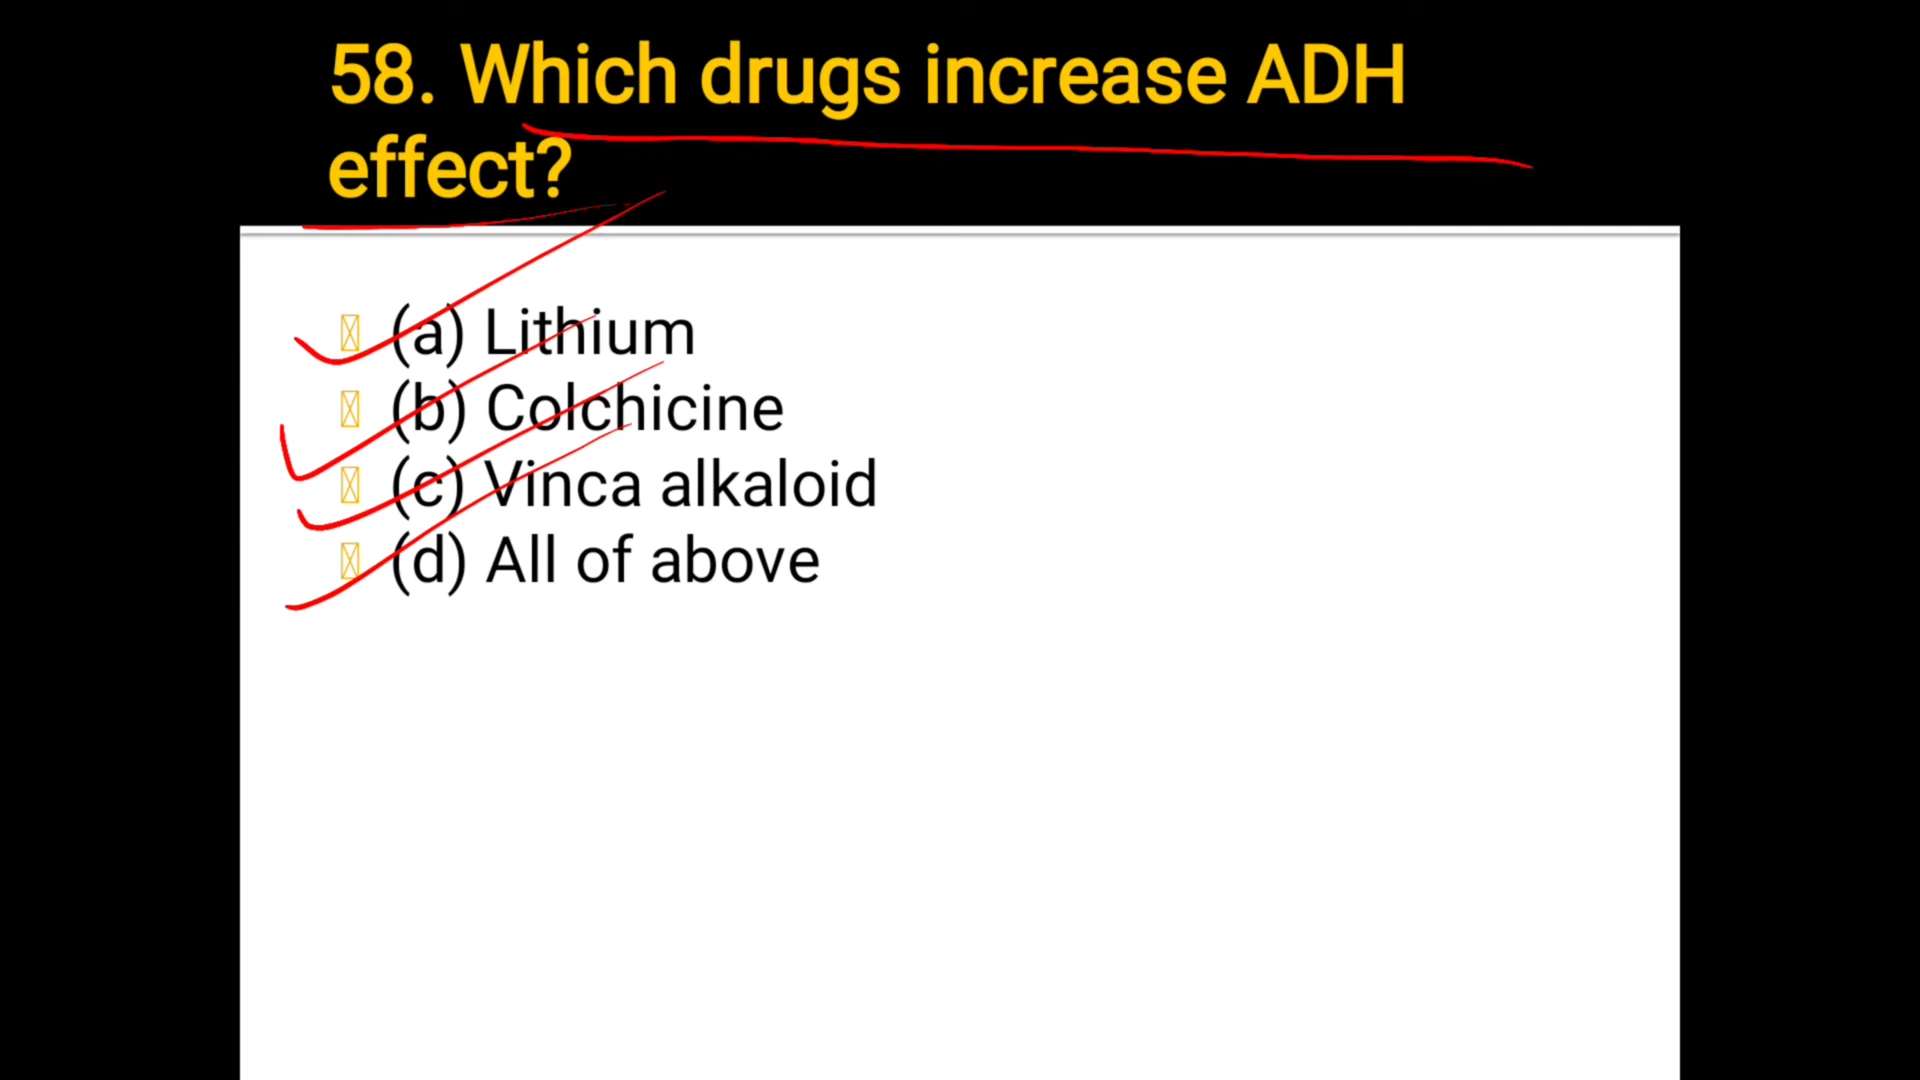 58. Which drugs increase ADH
effect?
(a) Lithium
(b) Colchicine
(c) Vinca alkaloid
(d) All of above